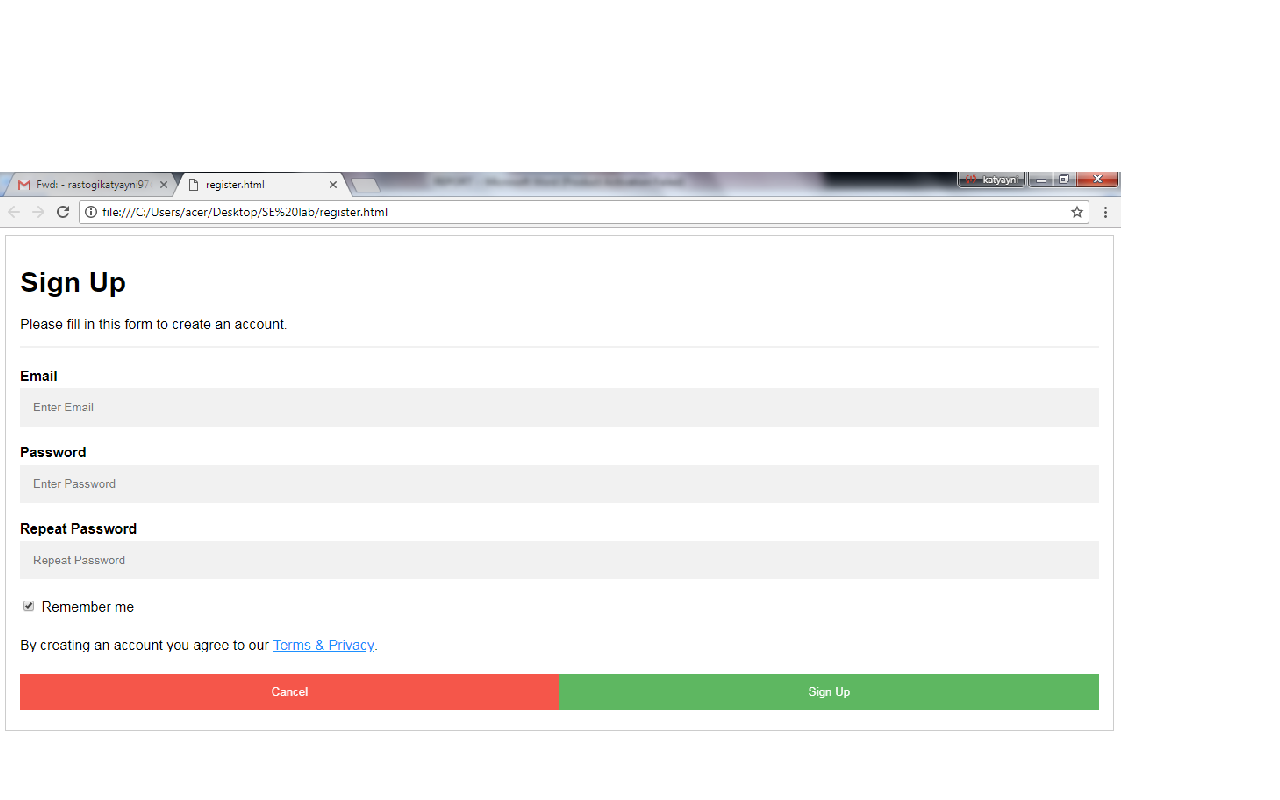 Fwd: - rastogikatyayni97
register.html
katyayni
file:///C:/Users/acer/Desktop/SE%20lab/register.html
Sign Up
Please fill in this form to create an account.
Email
Enter Email
Password
Enter Password
Repeat Password
Repeat Password
Remember me
By creating an account you agree to our Terms & Privacy.
Cancel
Sign Up